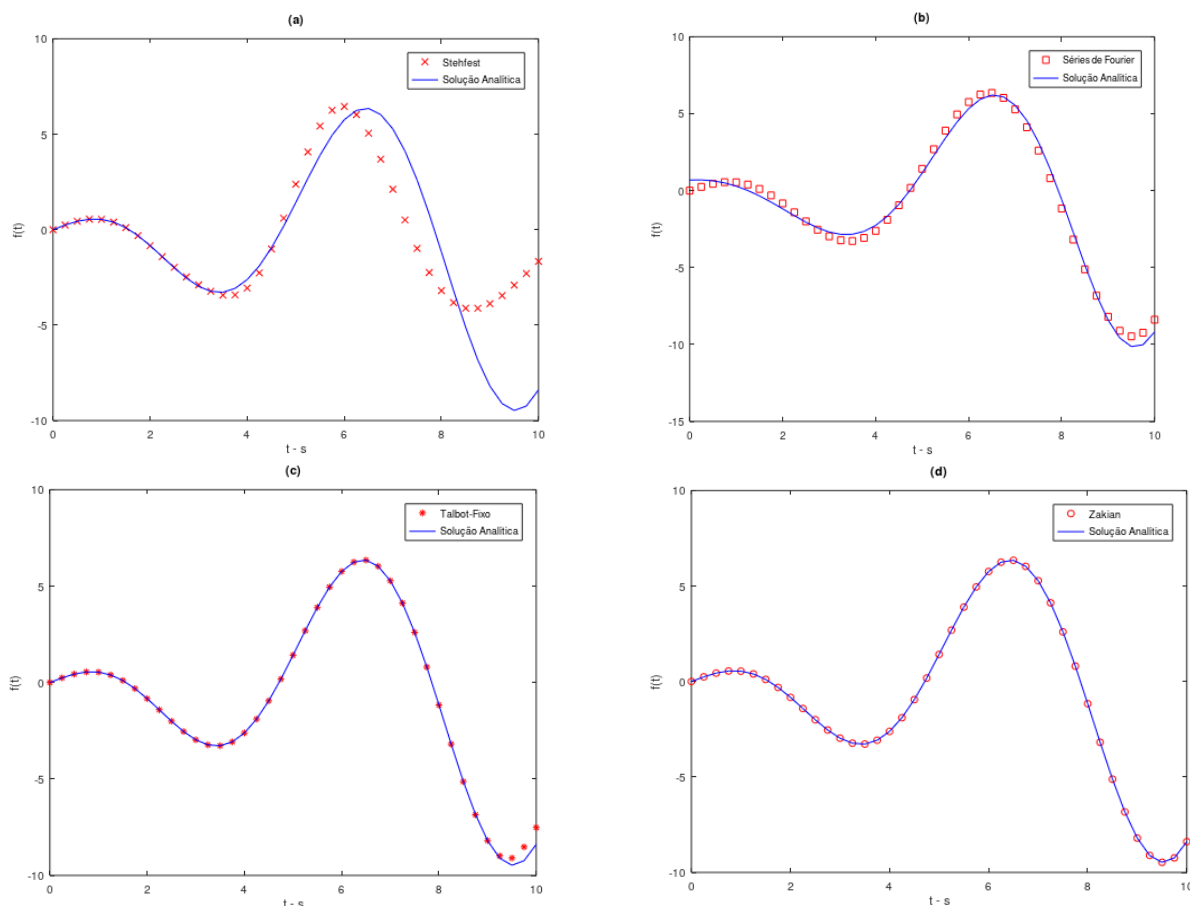 (a)
10
5
0
-5
-10
f(t)
0 2 4 6 8 10
t - s
Stehfest
Solução Analítica
(b)
10
5
0
-5
-10
-15
f(t)
0 2 4 6 8 10
t - s
Séries de Fourier
Solução Analítica
(c)
10
5
0
-5
-10
f(t)
0 2 4 6 8 10
t - s
Talbot-Fixo
Solução Analítica
(d)
10
5
0
-5
-10
f(t)
0 2 4 6 8 10
t - s
Zakian
Solução Analítica